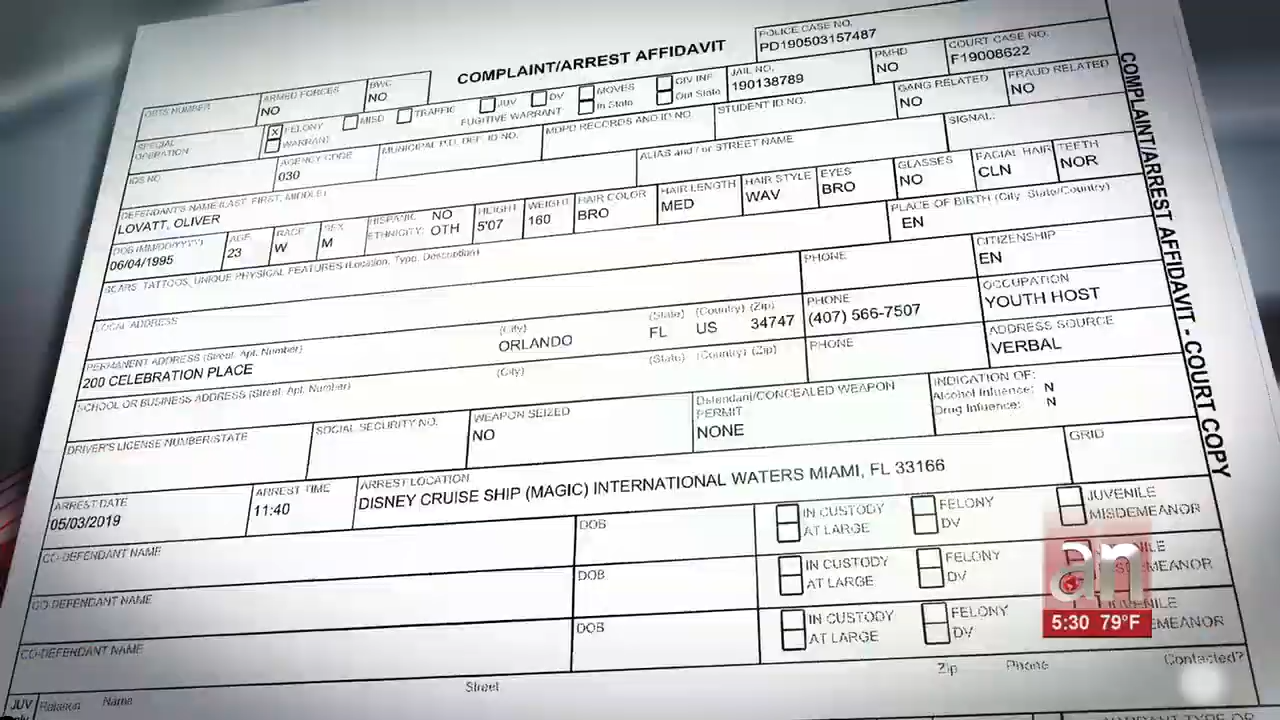 COMPLAINT/ARREST AFFIDAVIT
POLICE CASE NO.
PD190503157487
OBTS NUMBER
ARMED FORCES
NO
BWC
NO
JAIL NO.
190138789
PMHD
NO
COURT CASE NO.
F19008622
SPECIAL OPERATION
X FELONY
WARRANT
MISD
TRAFFIC
JUV
DV
FUGITIVE WARRANT
MOVES
In State
CIV INF
Out State
STUDENT ID NO.
GANG RELATED
NO
FRAUD RELATED
NO
IDS NO.
AGENCY CODE
030
MUNICIPAL P.D. DEF. ID NO.
MDPD RECORDS AND ID NO.
SIGNAL:
DEFENDANT'S NAME (LAST, FIRST, MIDDLE)
LOVATT, OLIVER
ALIAS and / or STREET NAME
GLASSES
NO
FACIAL HAIR
CLN
TEETH
NOR
DOB (MM/DD/YYYY)
06/04/1995
AGE
23
RACE
W
SEX
M
HISPANIC NO
ETHNICITY: OTH
HEIGHT
5'07
WEIGHT
160
HAIR COLOR
BRO
HAIR LENGTH
MED
HAIR STYLE
WAV
EYES
BRO
PLACE OF BIRTH (City, State/Country)
EN
SCARS, TATTOOS, UNIQUE PHYSICAL FEATURES (Location, Type, Description)
PHONE
CITIZENSHIP
EN
LOCAL ADDRESS
(City) (State) (Country) (Zip)
ORLANDO FL US 34747
PHONE
(407) 566-7507
OCCUPATION
YOUTH HOST
PERMANENT ADDRESS (Street, Apt. Number)
200 CELEBRATION PLACE
(City) (State) (Country) (Zip)
PHONE
ADDRESS SOURCE
VERBAL
SCHOOL OR BUSINESS ADDRESS (Street, Apt. Number)
DRIVER'S LICENSE NUMBER/STATE
SOCIAL SECURITY NO.
WEAPON SEIZED
NO
Defendant/CONCEALED WEAPON
PERMIT
NONE
INDICATION OF:
Alcohol Influence: N
Drug Influence: N
ARREST DATE
05/03/2019
ARREST TIME
11:40
ARREST LOCATION
DISNEY CRUISE SHIP (MAGIC) INTERNATIONAL WATERS MIAMI, FL 33166
GRID
CO-DEFENDANT NAME
DOB
IN CUSTODY
AT LARGE
FELONY
DV
JUVENILE
MISDEMEANOR
CO-DEFENDANT NAME
DOB
IN CUSTODY
AT LARGE
FELONY
DV
CO-DEFENDANT NAME
DOB
IN CUSTODY
AT LARGE
FELONY
DV
JUVENILE
JUV
Relation
Name
Street
Zip
Phone
Contacted?
COMPLAINT/ARREST AFFIDAVIT - COURT COPY
an
5:30 79°F